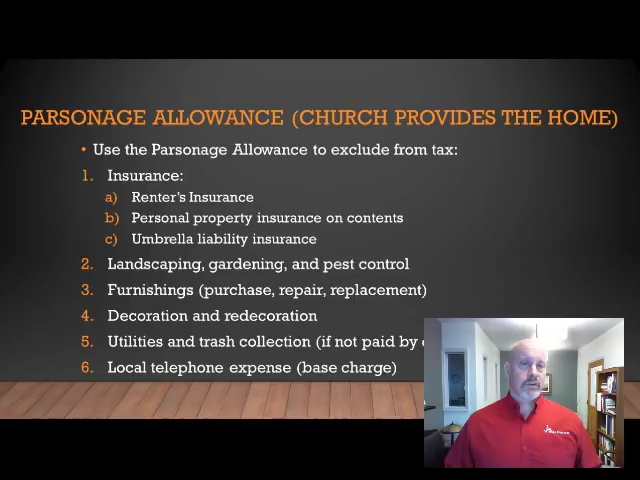 PARSONAGE ALLOWANCE (CHURCH PROVIDES THE HOME)
• Use the Parsonage Allowance to exclude from tax:
1. Insurance:
a) Renter's Insurance
b) Personal property insurance on contents
c) Umbrella liability insurance
2. Landscaping, gardening, and pest control
3. Furnishings (purchase, repair, replacement)
4. Decoration and redecoration
5. Utilities and trash collection (if not paid by
6. Local telephone expense (base charge)